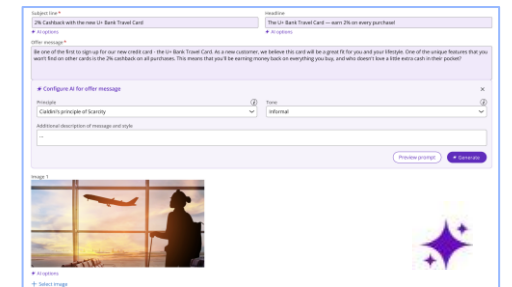 Subject line *
Headline
2% Cashback with the new U+ Bank Travel Card
The U+ Bank Travel Card — earn 2% on every purchase!
AI options
AI options
Offer message *
Be one of the first to sign up for our new credit card - the U+ Bank Travel Card. As a new customer, we believe this card will be a great fit for you and your lifestyle. One of the unique features that you
won't find on other cards is the 2% cashback on all purchases. This means that you'll be earning money back on everything you buy, and who doesn't love a little extra cash in their pocket?
Configure AI for offer message
Principle
Tone
Cialdini's principle of Scarcity
Informal
Additional description of message and style
...
Preview prompt
Generate
Image 1
AI options
+ Select image